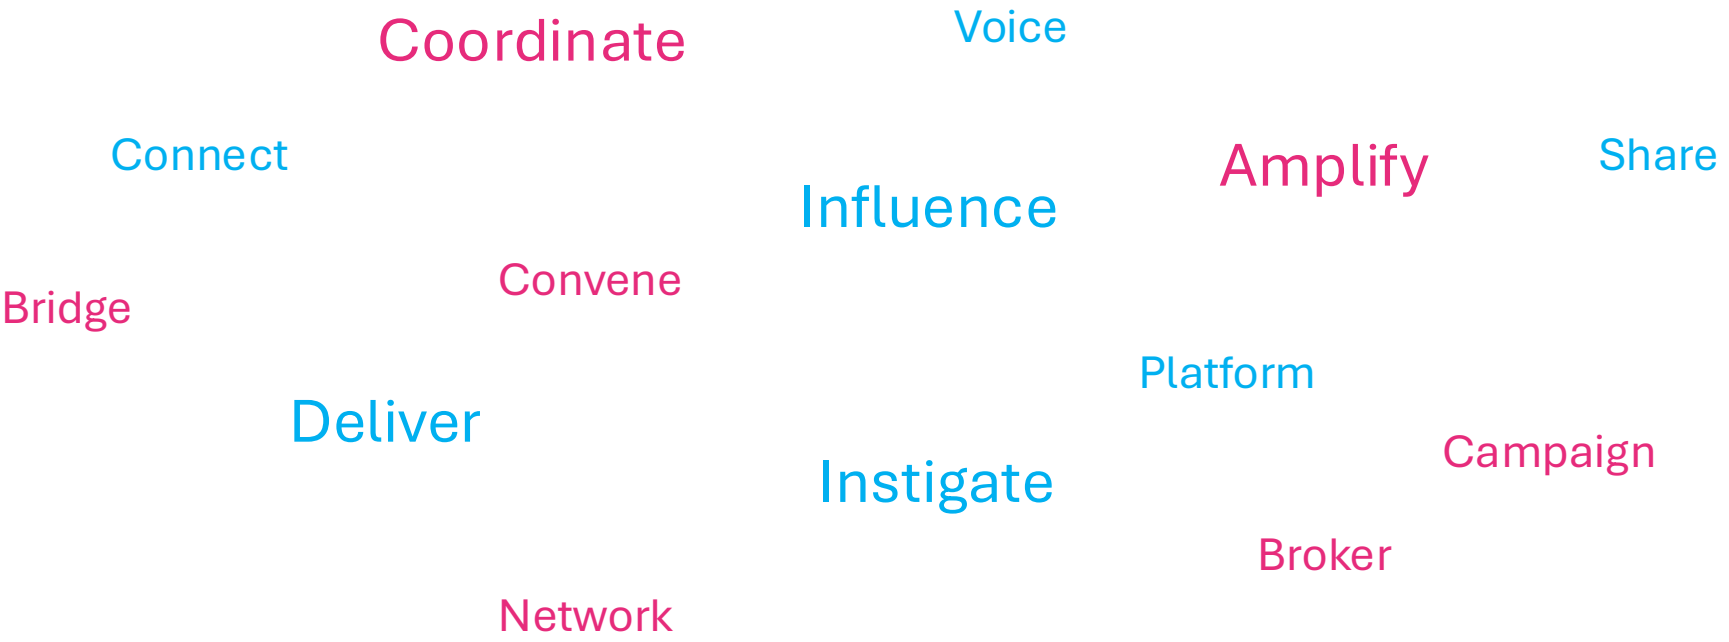 Coordinate
Voice
Connect
Amplify
Share
Influence
Convene
Bridge
Platform
Deliver
Campaign
Instigate
Broker
Network